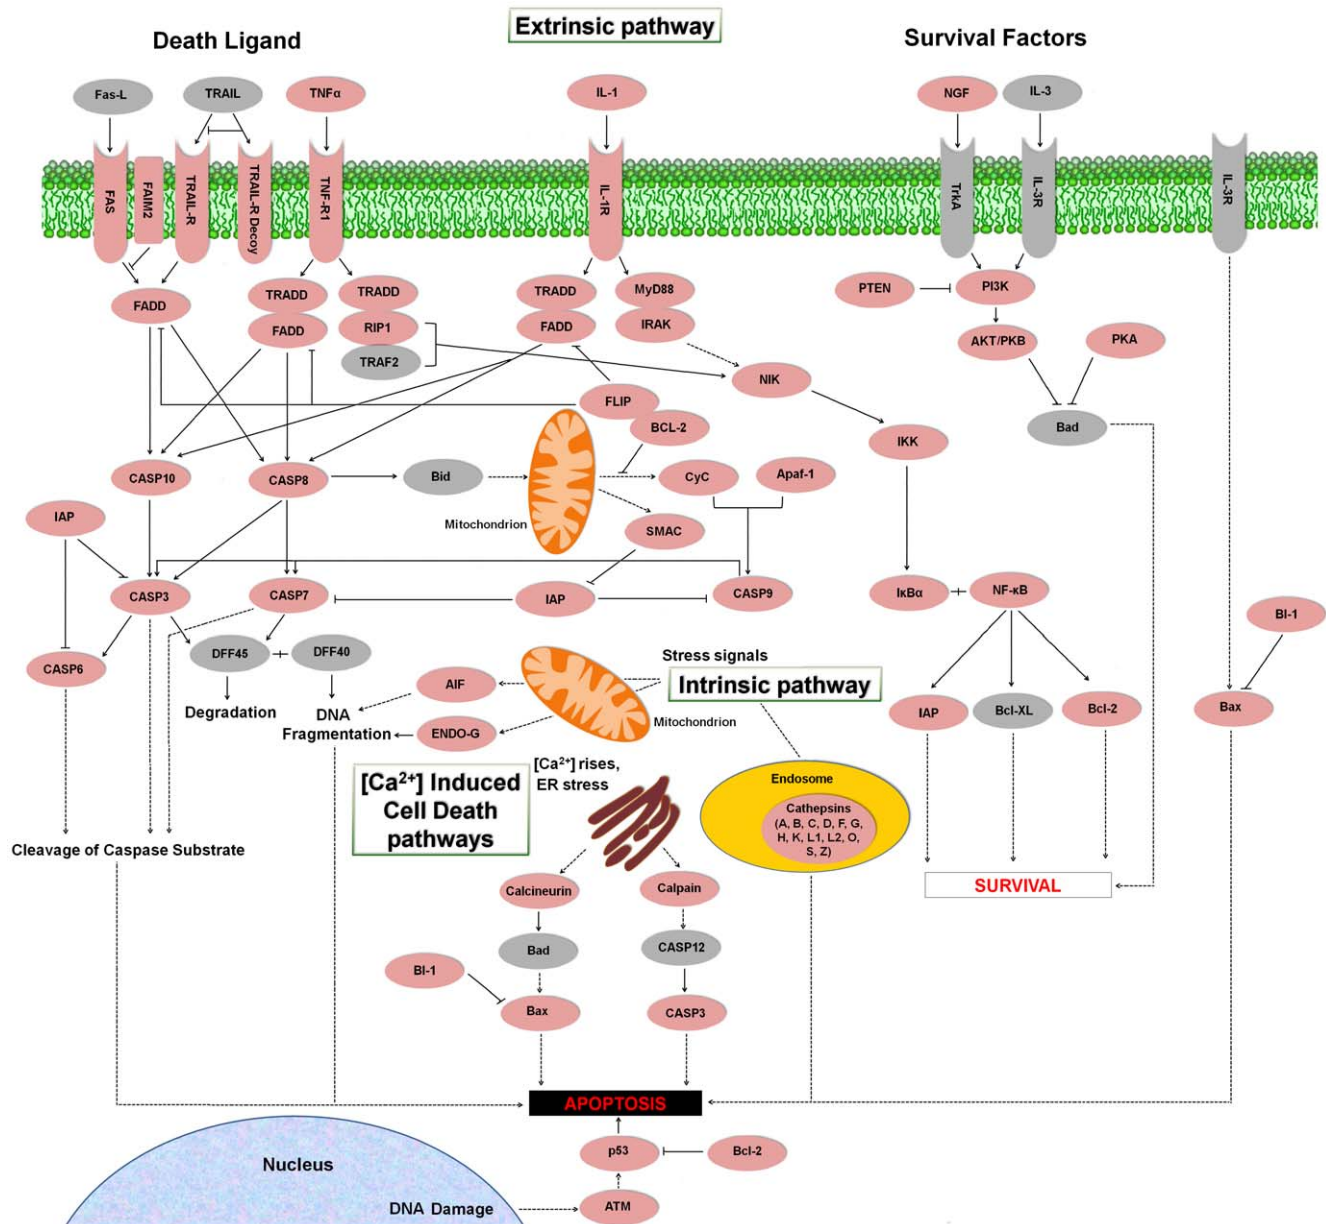 Extrinsic pathway
Death Ligand
Survival Factors
Fas-L
TRAIL
TNFα
IL-1
NGF
IL-3
FAS
FAIM2
TRAIL-R
TRAIL-R Decoy
TNF-R1
IL-1R
TrkA
IL-3R
IL-3R
FADD
TRADD
FADD
TRADD
RIP1
TRAF2
TRADD
FADD
MyD88
IRAK
PTEN
PI3K
AKT/PKB
PKA
NIK
FLIP
BCL-2
Bad
IKK
CASP10
CASP8
Bid
Mitochondrion
CyC
Apaf-1
SMAC
IAP
CASP3
CASP7
IAP
CASP9
IκBα
NF-κB
BI-1
CASP6
DFF45
DFF40
Degradation
DNA
Fragmentation
AIF
ENDO-G
Mitochondrion
Stress signals
Intrinsic pathway
IAP
Bcl-XL
Bcl-2
Bax
[Ca²⁺] Induced
Cell Death
pathways
[Ca²⁺] rises,
ER stress
Endosome
Cathepsins
(A, B, C, D, F, G,
H, K, L1, L2, O,
S, Z)
Cleavage of Caspase Substrate
Calcineurin
Calpain
SURVIVAL
Bad
CASP12
BI-1
Bax
CASP3
APOPTOSIS
p53
Bcl-2
Nucleus
DNA Damage
ATM